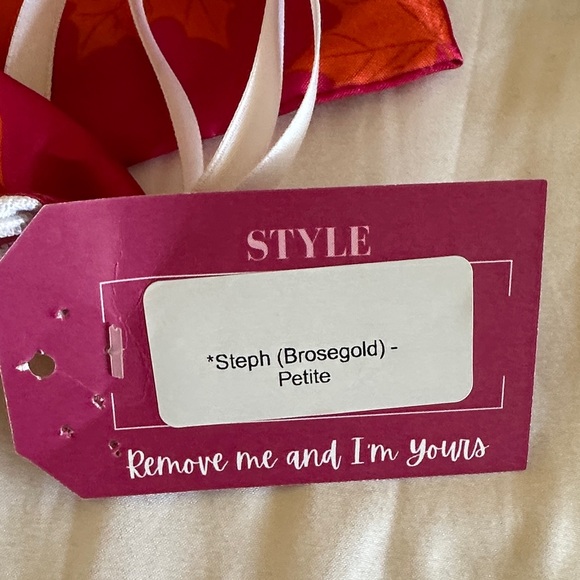 STYLE
*Steph (Brosegold) -
Petite
Remove me and I'm yours